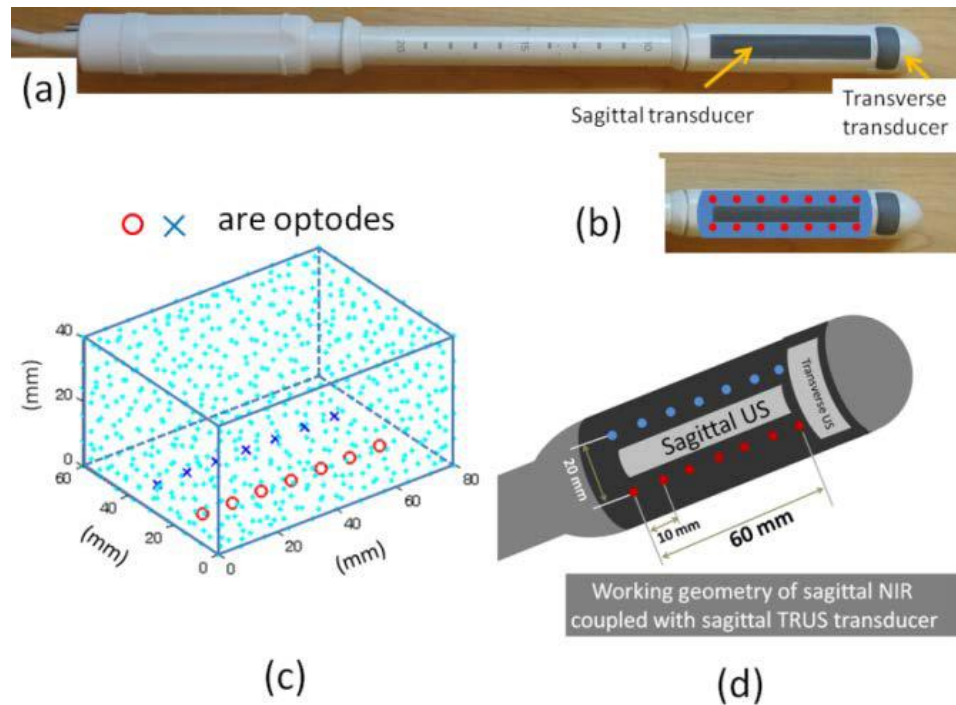 20
15
10
(a)
Sagittal transducer
Transverse
transducer
(b)
are optodes
40
20
0
(mm)
60
40
20
0
(mm)
0
20
40
60
80
(mm)
(c)
Sagittal US
Transverse US
20 mm
10 mm
60 mm
Working geometry of sagittal NIR
coupled with sagittal TRUS transducer
(d)